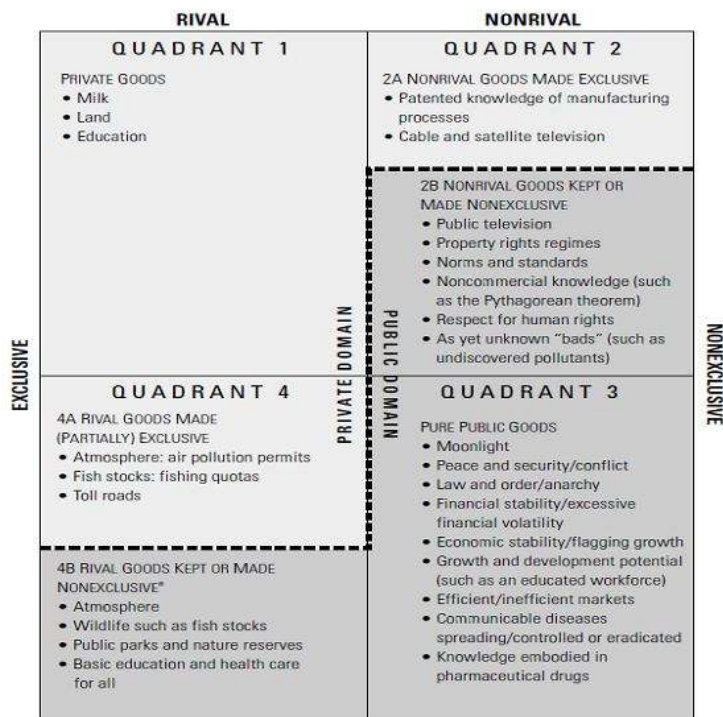 RIVAL
NONRIVAL
QUADRANT 1
PRIVATE GOODS
• Milk
• Land
• Education
QUADRANT 2
2A NONRIVAL GOODS MADE EXCLUSIVE
• Patented knowledge of manufacturing
processes
• Cable and satellite television
2B NONRIVAL GOODS KEPT OR
MADE NONEXCLUSIVE
• Public television
• Property rights regimes
• Norms and standards
• Noncommercial knowledge (such
as the Pythagorean theorem)
• Respect for human rights
• As yet unknown "bads" (such as
undiscovered pollutants)
EXCLUSIVE
PRIVATE DOMAIN
PUBLIC DOMAIN
NONEXCLUSIVE
QUADRANT 4
4A RIVAL GOODS MADE
(PARTIALLY) EXCLUSIVE
• Atmosphere: air pollution permits
• Fish stocks: fishing quotas
• Toll roads
4B RIVAL GOODS KEPT OR MADE
NONEXCLUSIVE*
• Atmosphere
• Wildlife such as fish stocks
• Public parks and nature reserves
• Basic education and health care
for all
QUADRANT 3
PURE PUBLIC GOODS
• Moonlight
• Peace and security/conflict
• Law and order/anarchy
• Financial stability/excessive
financial volatility
• Economic stability/flagging growth
• Growth and development potential
(such as an educated workforce)
• Efficient/inefficient markets
• Communicable diseases
spreading/controlled or eradicated
• Knowledge embodied in
pharmaceutical drugs